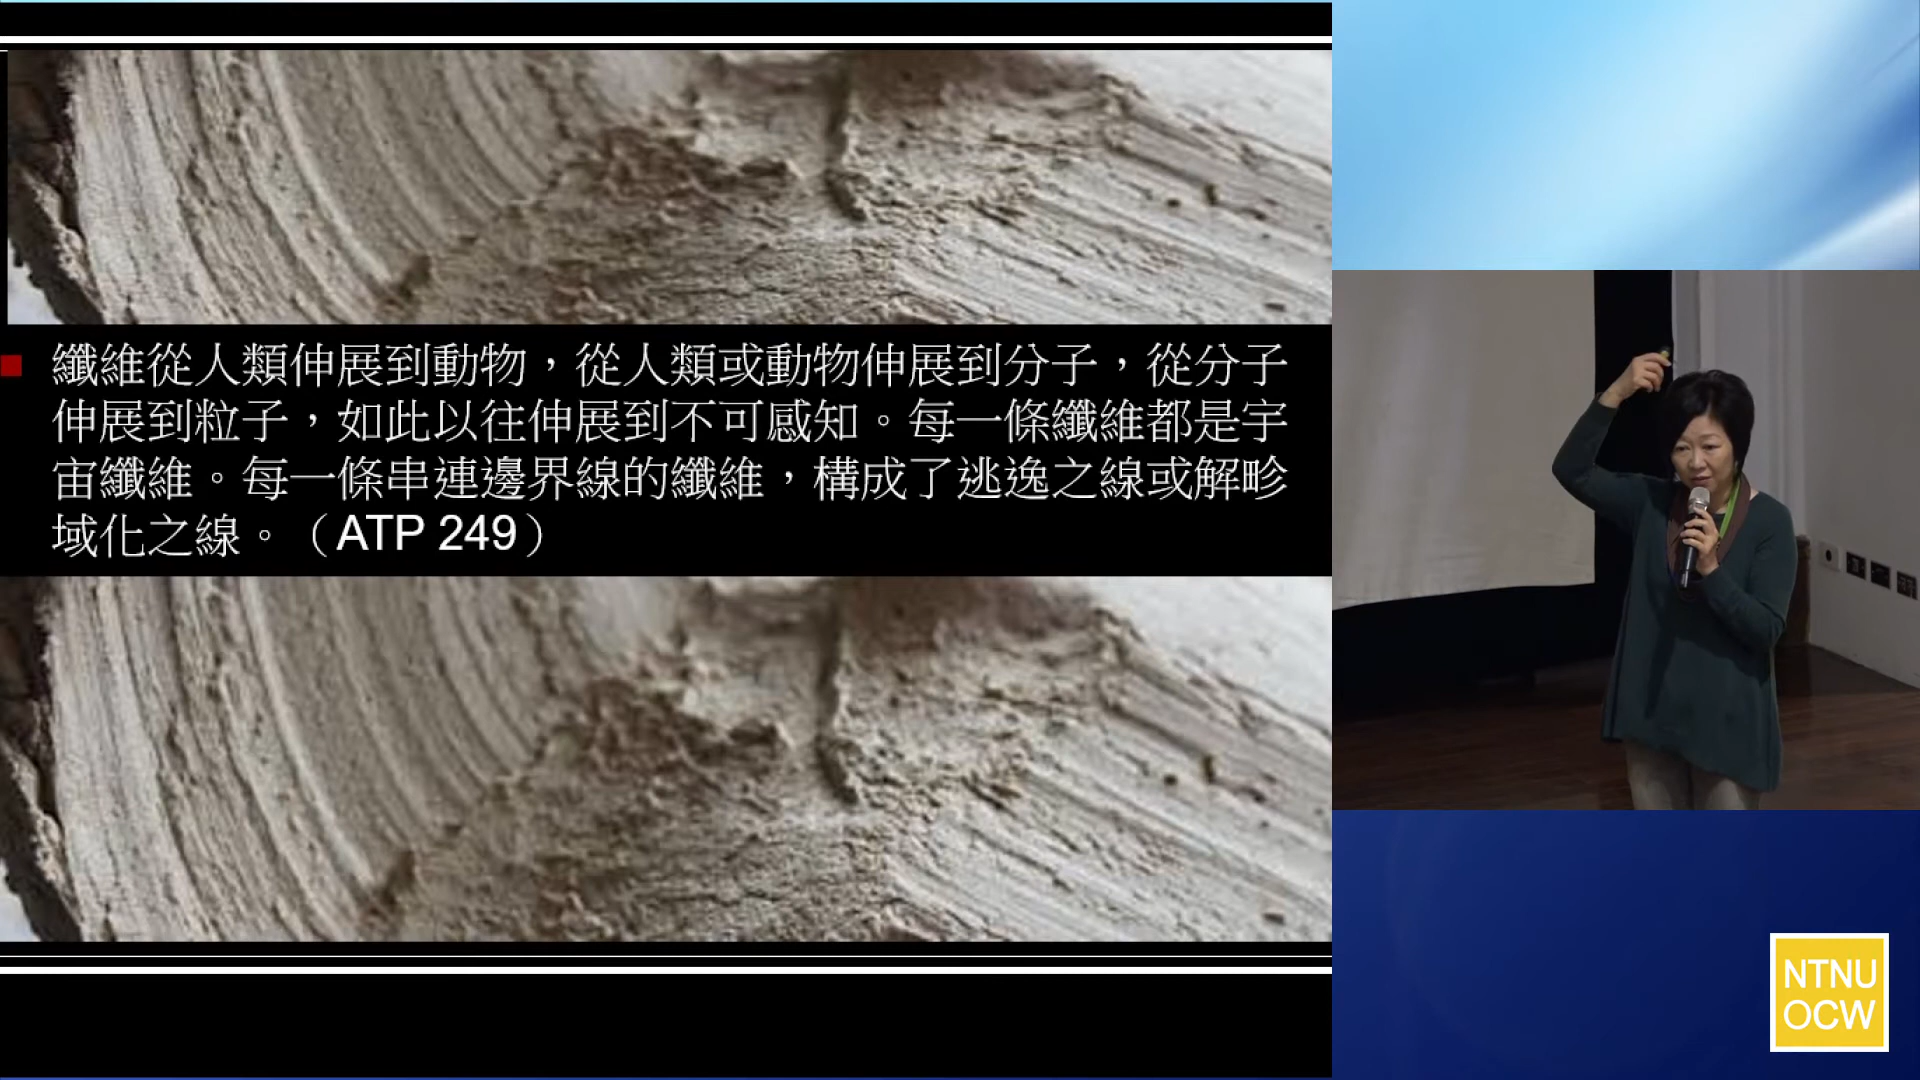 纖維從人類伸展到動物，從人類或動物伸展到分子，從分子
伸展到粒子，如此以往伸展到不可感知。每一條纖維都是宇
宙纖維。每一條串連邊界線的纖維，構成了逃逸之線或解畛
域化之線。（ATP 249）
NTNU
OCW